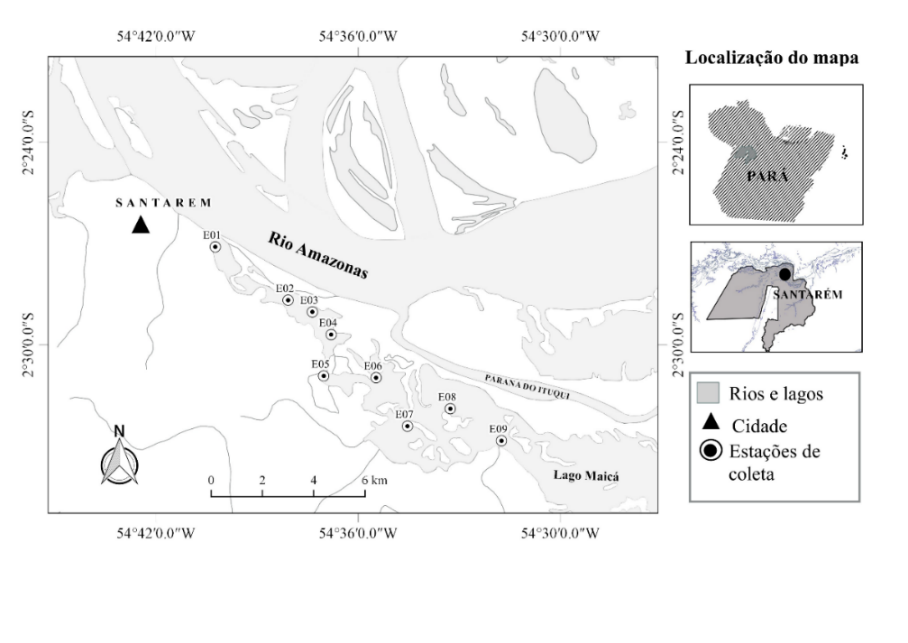 54°42'0.0"W
54°36'0.0"W
54°30'0.0"W
Localização do mapa
2°24'0.0"S
2°24'0.0"S
PARÁ
SANTAREM
E01
Rio Amazonas
SANTARÉM
E02
E03
E04
2°30'0.0"S
2°30'0.0"S
E05
E06
PARANA DO ITUQUI
E08
E07
E09
Rios e lagos
Cidade
Estações de
coleta
N
0 2 4 6 km
Lago Maicá
54°42'0.0"W
54°36'0.0"W
54°30'0.0"W